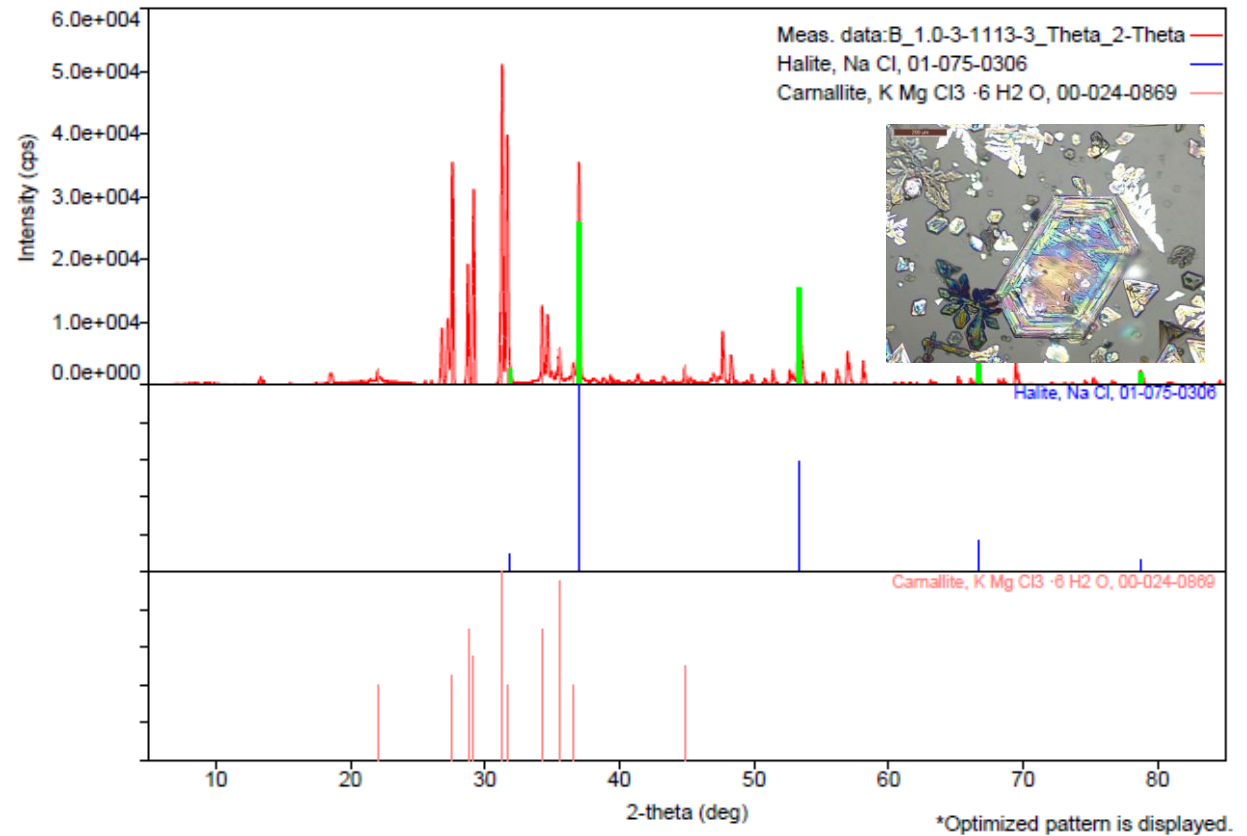 6.0e+004
5.0e+004
4.0e+004
3.0e+004
2.0e+004
1.0e+004
0.0e+000
Intensity (cps)
Meas. data:B_1.0-3-1113-3_Theta_2-Theta
Halite, Na Cl, 01-075-0306
Carnallite, K Mg Cl3 ·6 H2 O, 00-024-0869
Halite, Na Cl, 01-075-0306
Carnallite, K Mg Cl3 ·6 H2 O, 00-024-0869
10 20 30 40 50 60 70 80
2-theta (deg)
*Optimized pattern is displayed.